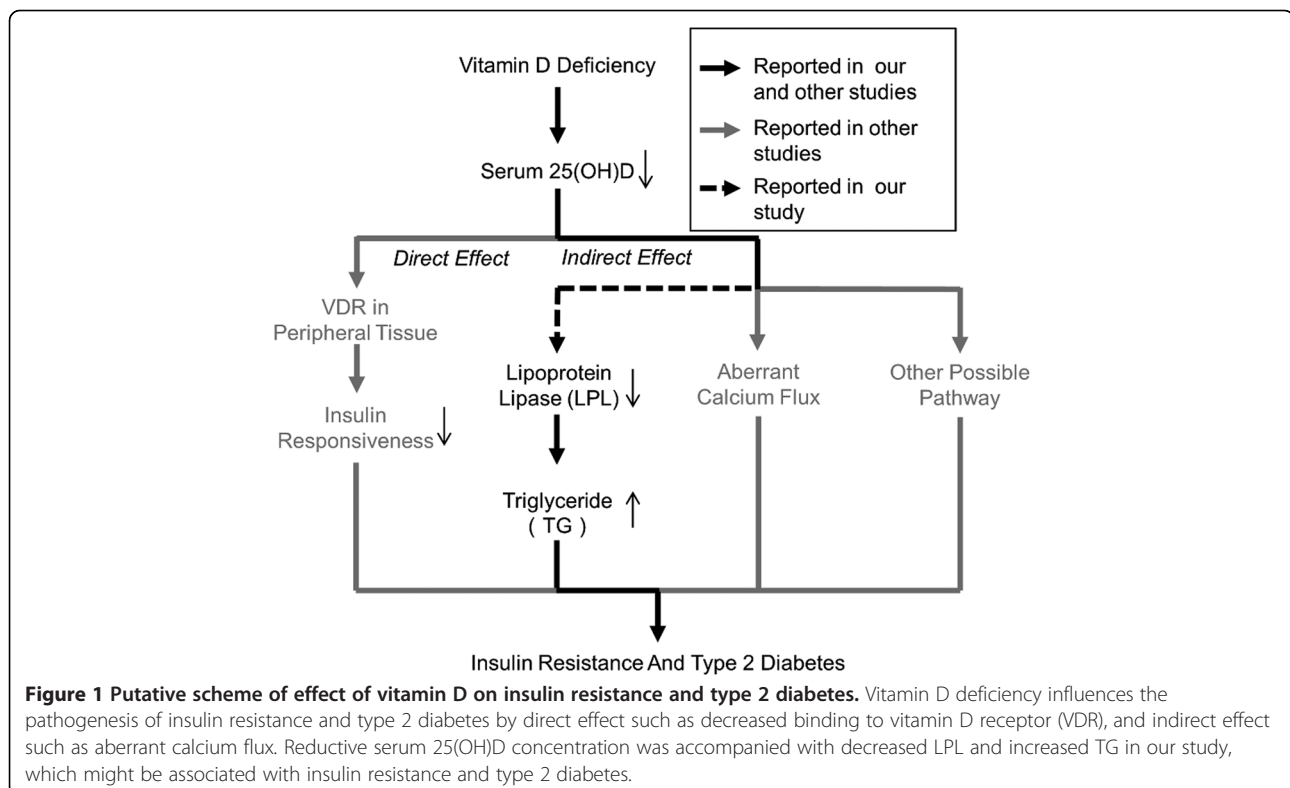 Vitamin D Deficiency
Serum 25(OH)D ↓
Reported in our
and other studies
Reported in other
studies
Reported in our
study
Direct Effect
Indirect Effect
VDR in
Peripheral Tissue
Insulin
Responsiveness ↓
Lipoprotein
Lipase (LPL) ↓
Triglyceride ↑
( TG )
Aberrant
Calcium Flux
Other Possible
Pathway
Insulin Resistance And Type 2 Diabetes
Figure 1 Putative scheme of effect of vitamin D on insulin resistance and type 2 diabetes. Vitamin D deficiency influences the
pathogenesis of insulin resistance and type 2 diabetes by direct effect such as decreased binding to vitamin D receptor (VDR), and indirect effect
such as aberrant calcium flux. Reductive serum 25(OH)D concentration was accompanied with decreased LPL and increased TG in our study,
which might be associated with insulin resistance and type 2 diabetes.